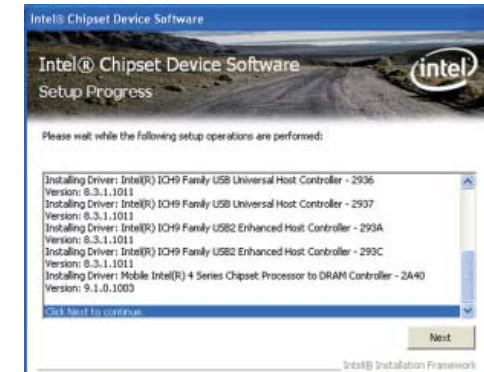 Intel® Chipset Device Software
Intel® Chipset Device Software
intel
Setup Progress
Please wait while the following setup operations are performed:
Installing Driver: Intel(R) ICH9 Family USB Universal Host Controller - 2936
Version: 8.3.1.1011
Installing Driver: Intel(R) ICH9 Family USB Universal Host Controller - 2937
Version: 8.3.1.1011
Installing Driver: Intel(R) ICH9 Family USB2 Enhanced Host Controller - 293A
Version: 8.3.1.1011
Installing Driver: Intel(R) ICH9 Family USB2 Enhanced Host Controller - 293C
Version: 8.3.1.1011
Installing Driver: Mobile Intel(R) 4 Series Chipset Processor to DRAM Controller - 2A40
Version: 9.1.0.1003
Click Next to continue.
Next
Intel® Installation Framework